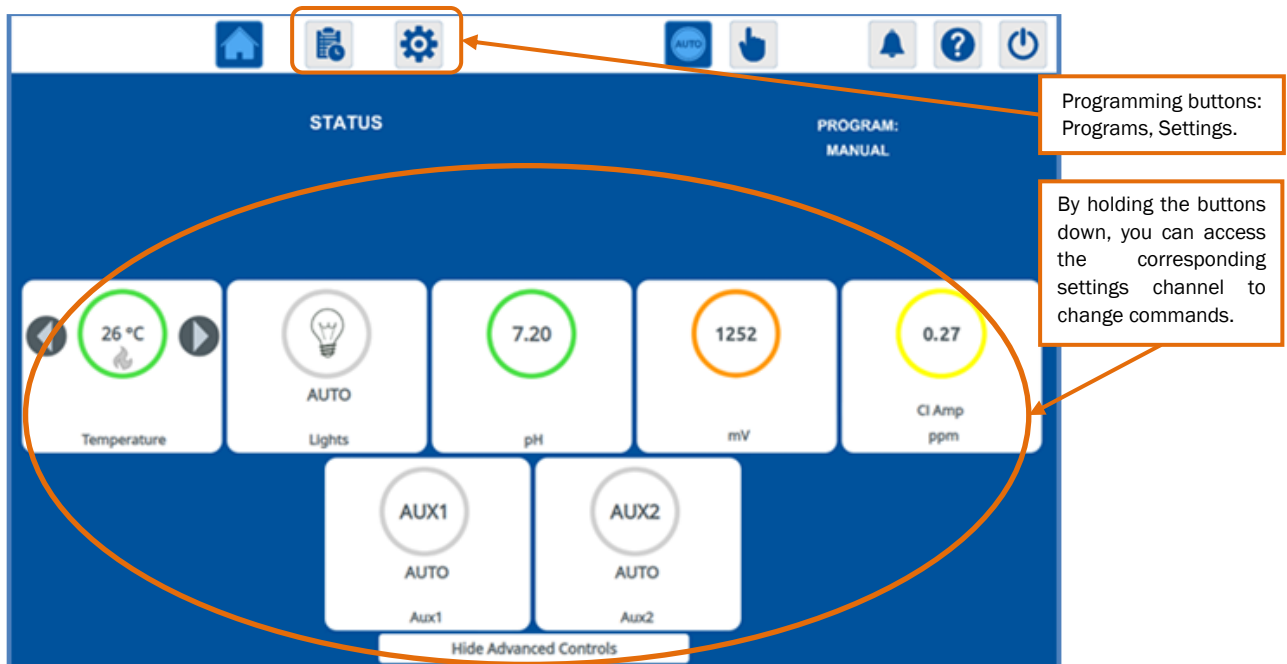 AUTO
?
Programming buttons:
Programs, Settings.
STATUS
PROGRAM:
MANUAL
By holding the buttons
down, you can access
the corresponding
settings channel to
change commands.
26 °C
Temperature
AUTO
Lights
7.20
pH
1252
mV
0.27
Cl Amp
ppm
AUX1
AUTO
Aux1
AUX2
AUTO
Aux2
Hide Advanced Controls